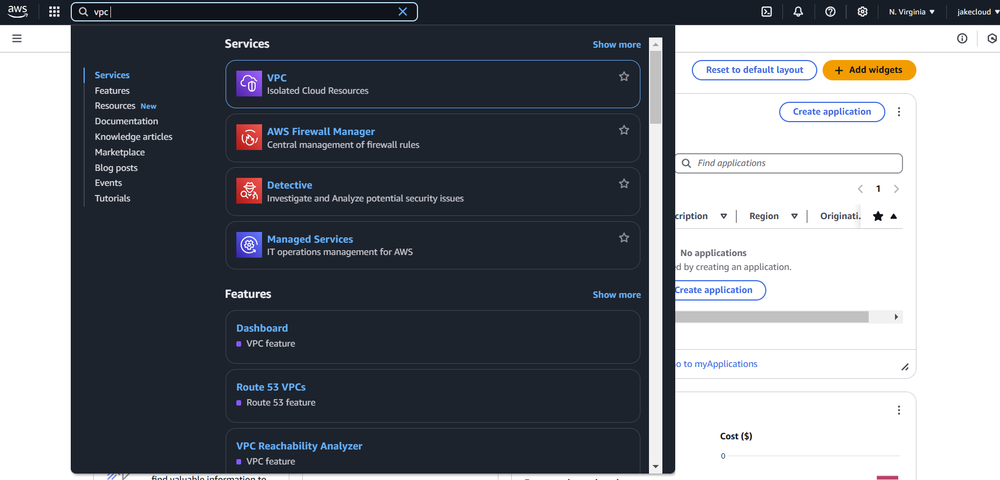 aws
vpc
N. Virginia
jakecloud
Services
Features
Resources New
Documentation
Knowledge articles
Marketplace
Blog posts
Events
Tutorials
Services
Show more
VPC
Isolated Cloud Resources
AWS Firewall Manager
Central management of firewall rules
Detective
Investigate and Analyze potential security issues
Managed Services
IT operations management for AWS
Features
Show more
Dashboard
VPC feature
Route 53 VPCs
Route 53 feature
VPC Reachability Analyzer
VPC feature
Reset to default layout
Add widgets
Create application
Find applications
1
cription
Region
Originati.
No applications
d by creating an application.
Create application
o to myApplications
Cost ($)
0
find valuable information to